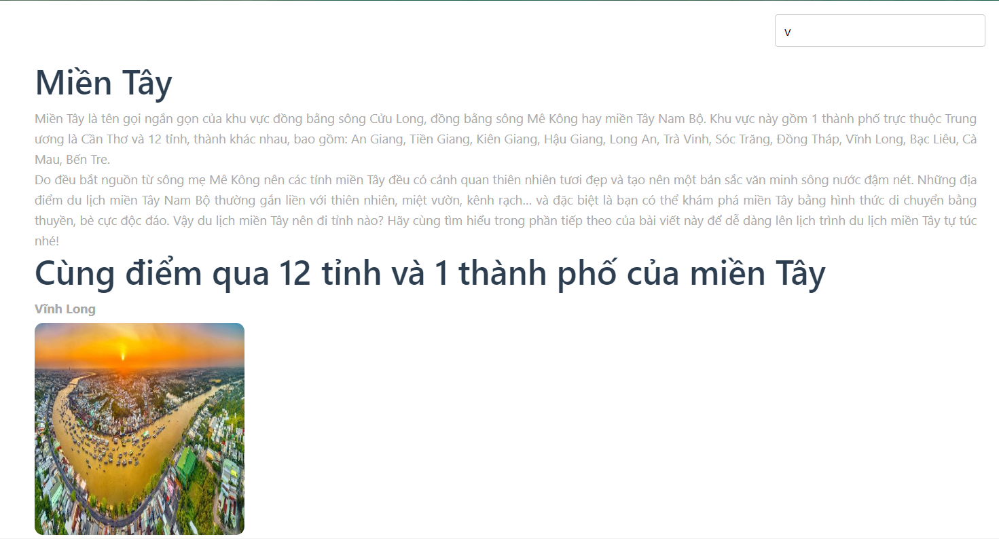 v
Miền Tây
Miền Tây là tên gọi ngắn gọn của khu vực đồng bằng sông Cửu Long, đồng bằng sông Mê Kông hay miền Tây Nam Bộ. Khu vực này gồm 1 thành phố trực thuộc Trung
ương là Cần Thơ và 12 tỉnh, thành khác nhau, bao gồm: An Giang, Tiền Giang, Kiên Giang, Hậu Giang, Long An, Trà Vinh, Sóc Trăng, Đồng Tháp, Vĩnh Long, Bạc Liêu, Cà
Mau, Bến Tre.
Do đều bắt nguồn từ sông mẹ Mê Kông nên các tỉnh miền Tây đều có cảnh quan thiên nhiên tươi đẹp và tạo nên một bản sắc văn minh sông nước đậm nét. Những địa
điểm du lịch miền Tây Nam Bộ thường gắn liền với thiên nhiên, miệt vườn, kênh rạch… và đặc biệt là bạn có thể khám phá miền Tây bằng hình thức di chuyển bằng
thuyền, bè cực độc đáo. Vậy du lịch miền Tây nên đi tỉnh nào? Hãy cùng tìm hiểu trong phần tiếp theo của bài viết này để dễ dàng lên lịch trình du lịch miền Tây tự túc
nhé!
Cùng điểm qua 12 tỉnh và 1 thành phố của miền Tây
Vĩnh Long